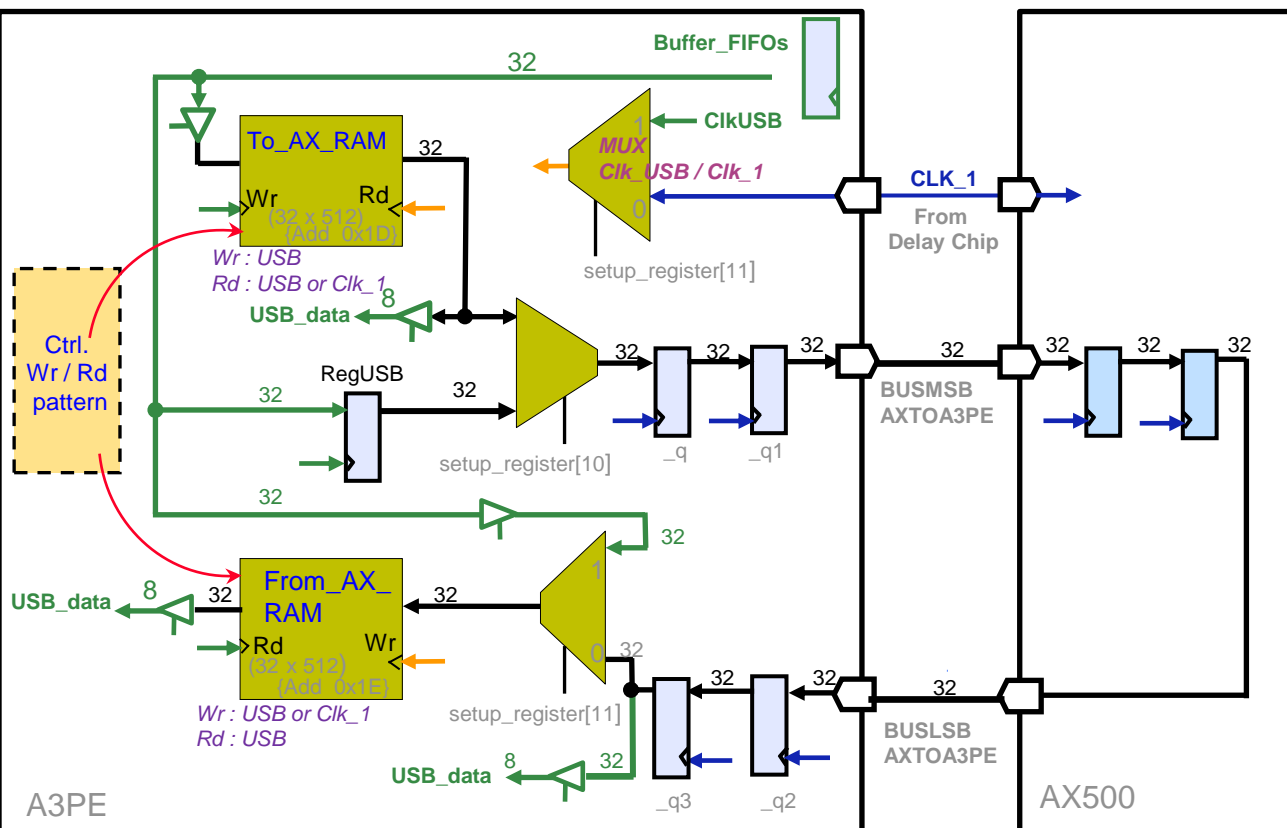 Buffer_FIFOs
32
ClkUSB
1
MUX
Clk_USB / Clk_1
0
setup_register[11]
To_AX_RAM
32
Wr
Rd
(32 x 512)
{Add 0x1D}
Wr : USB
Rd : USB or Clk_1
CLK_1
From
Delay Chip
8
USB_data
Ctrl.
Wr / Rd
pattern
RegUSB
32
32
setup_register[10]
32
32
32
_q
_q1
32
BUSMSB
AXTOA3PE
32
32
32
32
32
1
0
32
From_AX_
RAM
32
8
USB_data
32
Rd
Wr
(32 x 512)
{Add 0x1E}
Wr : USB or Clk_1
Rd : USB
setup_register[11]
32
32
32
_q3
_q2
32
BUSLSB
AXTOA3PE
USB_data
8
32
A3PE
AX500